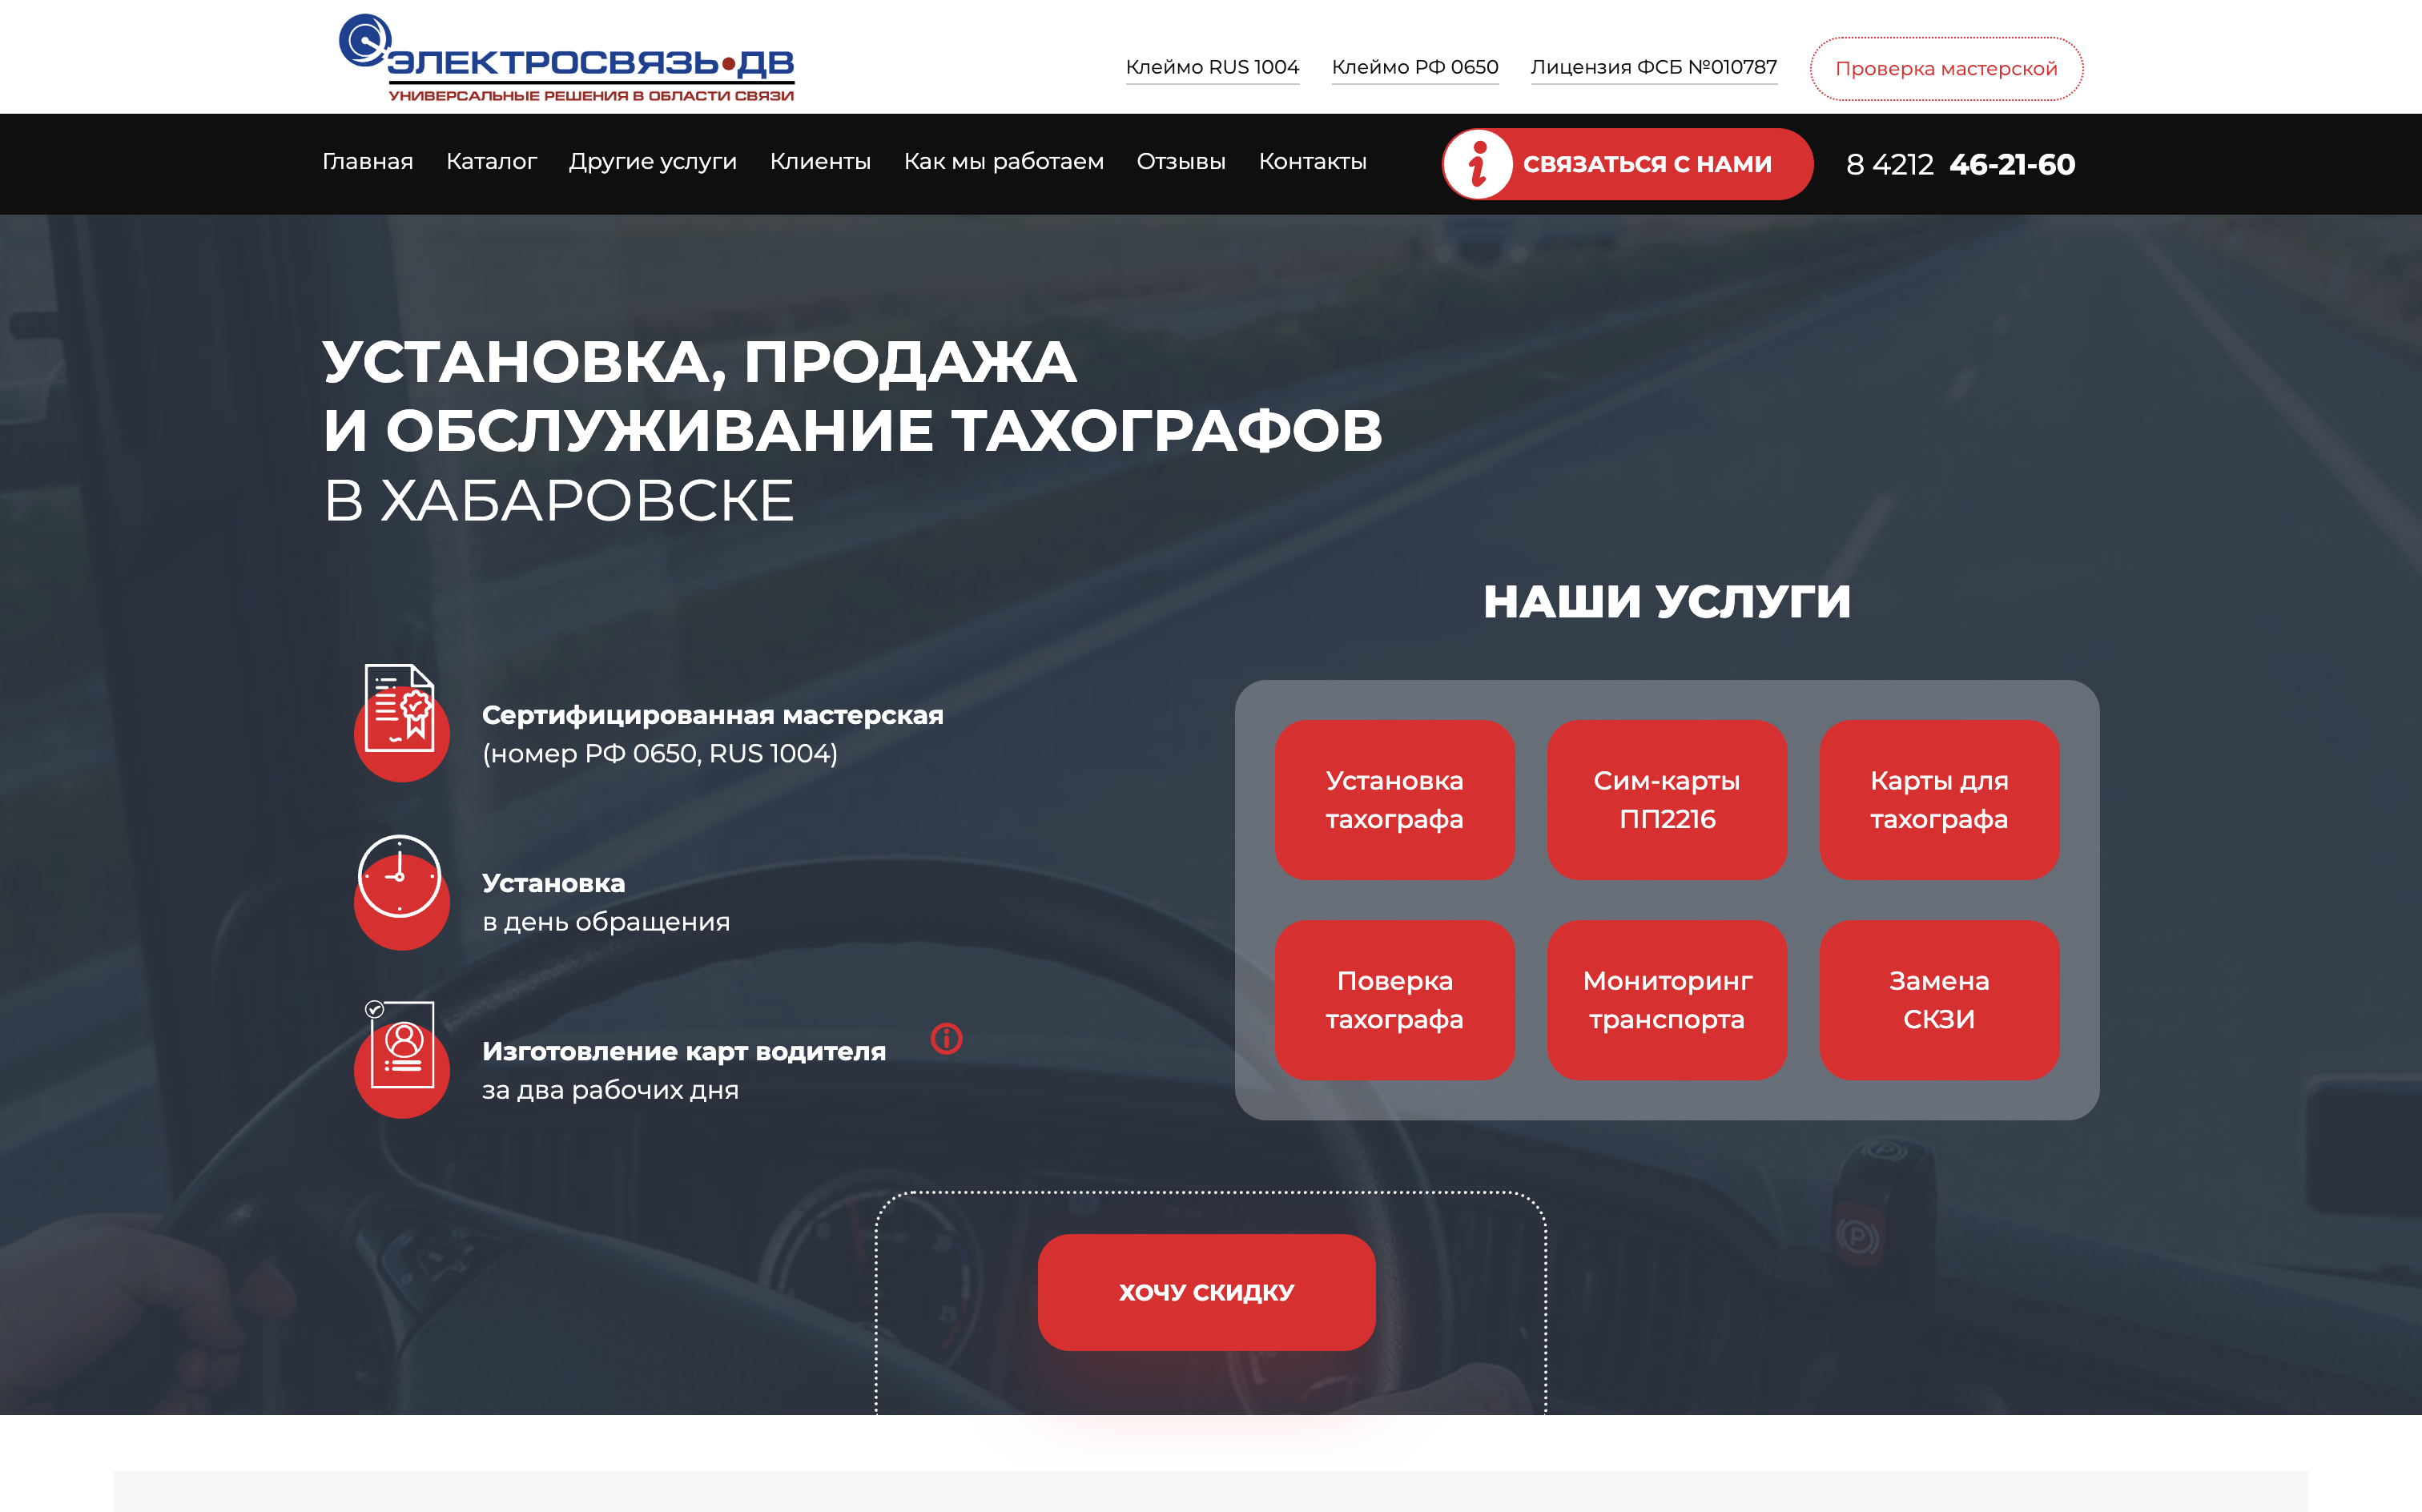 ЭЛЕКТРОСВЯЗЬ•ДВ
УНИВЕРСАЛЬНЫЕ РЕШЕНИЯ В ОБЛАСТИ СВЯЗИ
Клеймо RUS 1004
Клеймо РФ 0650
Лицензия ФСБ №010787
Проверка мастерской
Главная
Каталог
Другие услуги
Клиенты
Как мы работаем
Отзывы
Контакты
СВЯЗАТЬСЯ С НАМИ
8 4212 46-21-60
УСТАНОВКА, ПРОДАЖА
И ОБСЛУЖИВАНИЕ ТАХОГРАФОВ
В ХАБАРОВСКЕ
Сертифицированная мастерская
(номер РФ 0650, RUS 1004)
Установка
в день обращения
Изготовление карт водителя
за два рабочих дня
НАШИ УСЛУГИ
Установка
тахографа
Сим-карты
ПП2216
Карты для
тахографа
Поверка
тахографа
Мониторинг
транспорта
Замена
СКЗИ
ХОЧУ СКИДКУ